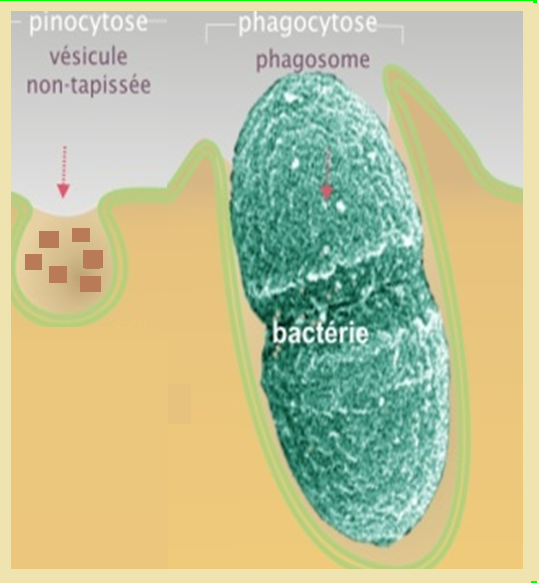 pinocytose
vésicule
non-tapissée
phagocytose
phagosome
bactérie